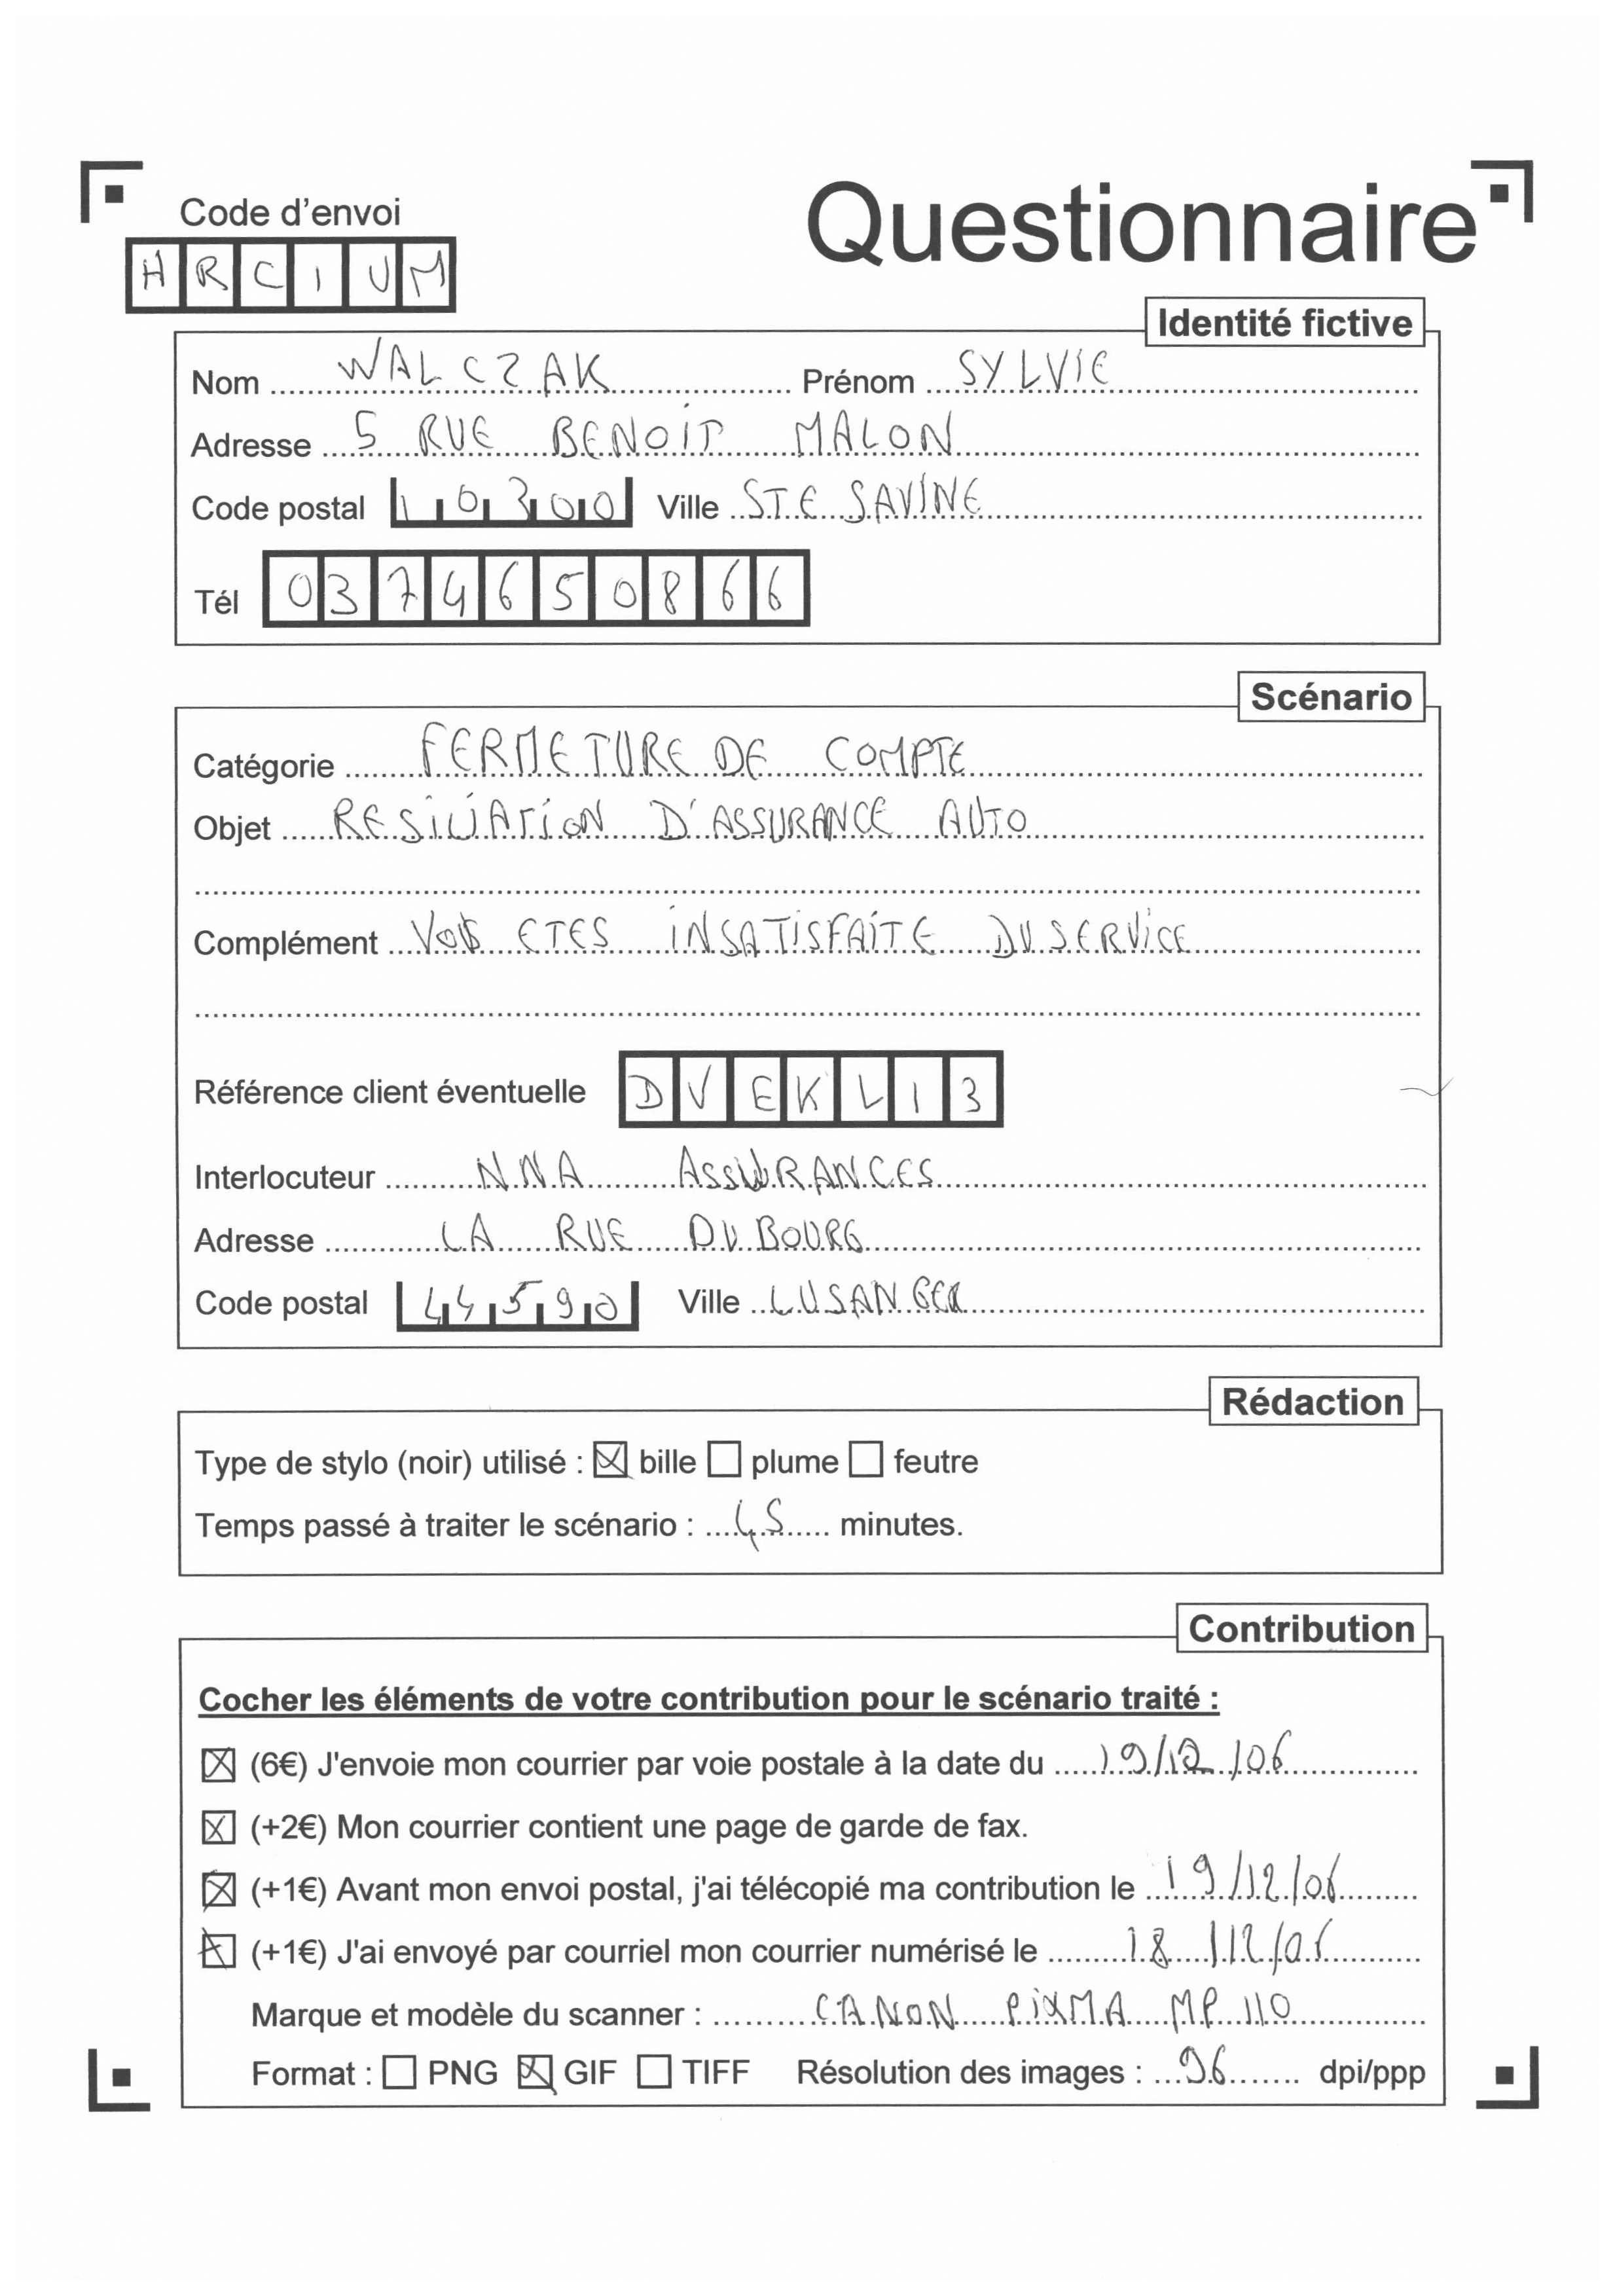 Code d'envoi
Questionnaire
HRCIUM
Identité fictive
Nom WALCZAK Prénom SYLVIE
Adresse 5 RUE BENOIT MALON
Code postal 10300 Ville STE SAVINE
Tél 0374650866
Scénario
Catégorie FERMETURE DE COMPTE
Objet RESILIATION D'ASSURANCE AUTO
Complément VOUS ETES INSATISFAITE DU SERVICE
Référence client éventuelle DVEKL13
Interlocuteur NNA ASSURANCES
Adresse LA RUE DU BOURG
Code postal 44590 Ville LUSANGER
Rédaction
Type de stylo (noir) utilisé : bille plume feutre
Temps passé à traiter le scénario : 45 minutes.
Contribution
Cocher les éléments de votre contribution pour le scénario traité :
(6€) J'envoie mon courrier par voie postale à la date du 19/12/06
(+2€) Mon courrier contient une page de garde de fax.
(+1€) Avant mon envoi postal, j'ai télécopié ma contribution le 19/12/06
(+1€) J'ai envoyé par courriel mon courrier numérisé le 18/12/06
Marque et modèle du scanner : CANON PIXMA MP 110
Format : PNG GIF TIFF Résolution des images : 96 dpi/ppp